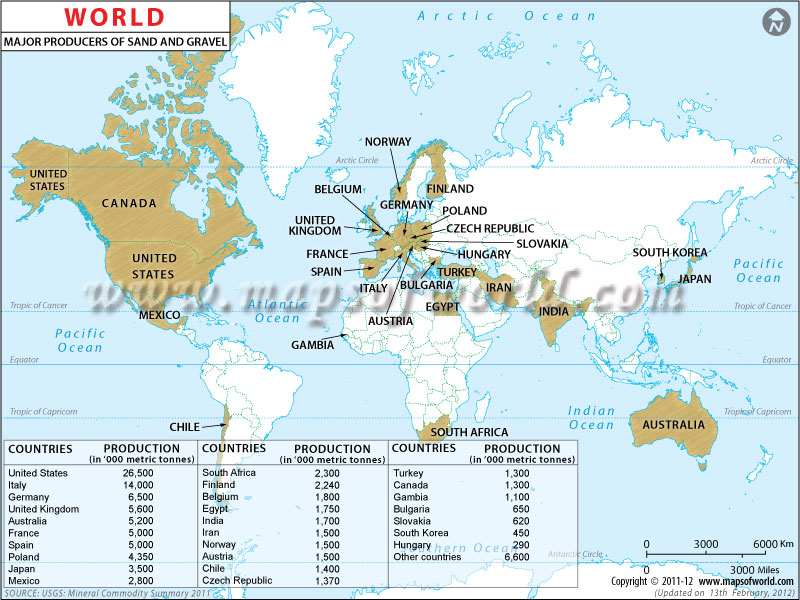 WORLD
MAJOR PRODUCERS OF SAND AND GRAVEL
N
Arctic Ocean
Arctic Circle
Arctic Circle
NORWAY
UNITED STATES
CANADA
BELGIUM
FINLAND
GERMANY
POLAND
UNITED KINGDOM
CZECH REPUBLIC
SLOVAKIA
FRANCE
HUNGARY
UNITED STATES
SOUTH KOREA
SPAIN
TURKEY
JAPAN
Pacific Ocean
ITALY
BULGARIA
IRAN
www.mapsofworld.com
Tropic of Cancer
Tropic of Cancer
Atlantic Ocean
EGYPT
MEXICO
AUSTRIA
INDIA
Pacific Ocean
GAMBIA
Equator
Equator
Tropic of Capricorn
Tropic of Capricorn
Indian Ocean
CHILE
SOUTH AFRICA
AUSTRALIA
COUNTRIES PRODUCTION (in '000 metric tonnes)
United States 26,500
Italy 14,000
Germany 6,500
United Kingdom 5,600
Australia 5,200
France 5,000
Spain 5,000
Poland 4,350
Japan 3,500
Mexico 2,800
COUNTRIES PRODUCTION (in '000 metric tonnes)
South Africa 2,300
Finland 2,240
Belgium 1,800
Egypt 1,750
India 1,700
Iran 1,500
Norway 1,500
Austria 1,500
Chile 1,400
Czech Republic 1,370
COUNTRIES PRODUCTION (in '000 metric tonnes)
Turkey 1,300
Canada 1,300
Gambia 1,100
Bulgaria 650
Slovakia 620
South Korea 450
Hungary 290
Other countries 6,600
Southern Ocean
Antarctic Circle
0 3000 6000 Km
0 3000 Miles
SOURCE: USGS: Mineral Commodity Summary 2011
Copyright © 2011-12 www.mapsofworld.com
(Updated on 13th February, 2012)